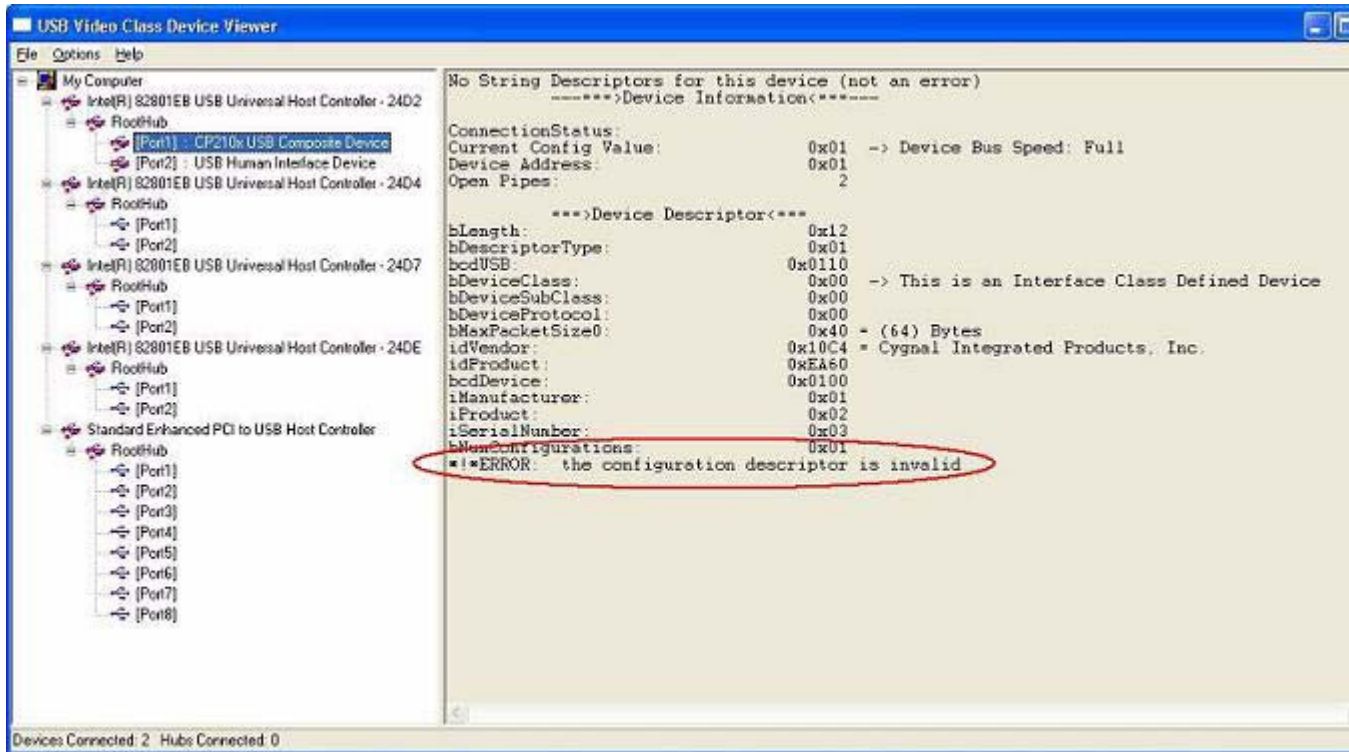 USB Video Class Device Viewer
File Options Help
My Computer
Intel(R) 82801EB USB Universal Host Controller - 24D2
RootHub
[Port1] : CP210x USB Composite Device
[Port2] : USB Human Interface Device
Intel(R) 82801EB USB Universal Host Controller - 24D4
RootHub
[Port1]
[Port2]
Intel(R) 82801EB USB Universal Host Controller - 24D7
RootHub
[Port1]
[Port2]
Intel(R) 82801EB USB Universal Host Controller - 24DE
RootHub
[Port1]
[Port2]
Standard Enhanced PCI to USB Host Controller
RootHub
[Port1]
[Port2]
[Port3]
[Port4]
[Port5]
[Port6]
[Port7]
[Port8]
No String Descriptors for this device (not an error)
---===>Device Information<===---
ConnectionStatus:
Current Config Value: 0x01 -> Device Bus Speed: Full
Device Address: 0x01
Open Pipes: 2
===>Device Descriptor<===
bLength: 0x12
bDescriptorType: 0x01
bcdUSB: 0x0110
bDeviceClass: 0x00 -> This is an Interface Class Defined Device
bDeviceSubClass: 0x00
bDeviceProtocol: 0x00
bMaxPacketSize0: 0x40 = (64) Bytes
idVendor: 0x10C4 = Cygnal Integrated Products, Inc.
idProduct: 0xEA60
bcdDevice: 0x0100
iManufacturer: 0x01
iProduct: 0x02
iSerialNumber: 0x03
bNumConfigurations: 0x01
*!*ERROR: the configuration descriptor is invalid
Devices Connected: 2 Hubs Connected: 0